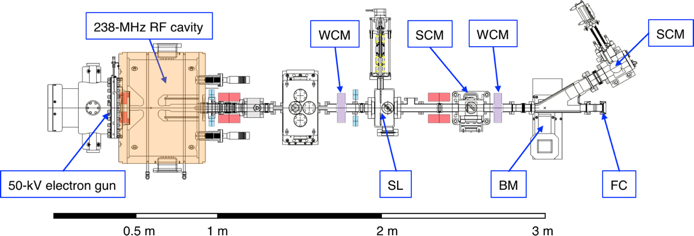 238-MHz RF cavity
WCM
SCM
WCM
SCM
50-kV electron gun
SL
BM
FC
0.5 m
1 m
2 m
3 m